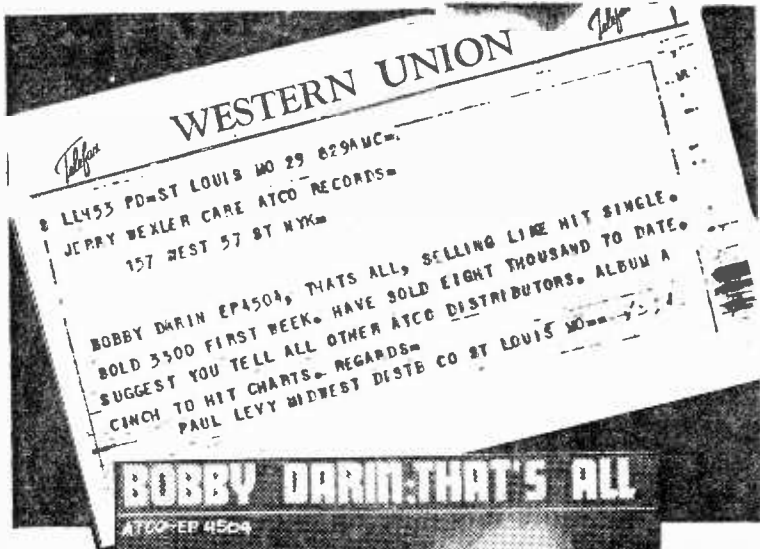 Telefax
Telefax
WESTERN UNION
LL453 PD=ST LOUIS MO 29 829AMC=
JERRY WEXLER CARE ATCO RECORDS=
157 WEST 57 ST NYK=
BOBBY DARIN EP4504, THATS ALL, SELLING LIKE HIT SINGLE.
SOLD 3500 FIRST WEEK. HAVE SOLD EIGHT THOUSAND TO DATE.
SUGGEST YOU TELL ALL OTHER ATCO DISTRIBUTORS. ALBUM A
CINCH TO HIT CHARTS. REGARDS=
PAUL LEVY MIDWEST DISTB CO ST LOUIS MO==
BOBBY DARIN:THAT'S ALL
ATCO-EP 4504